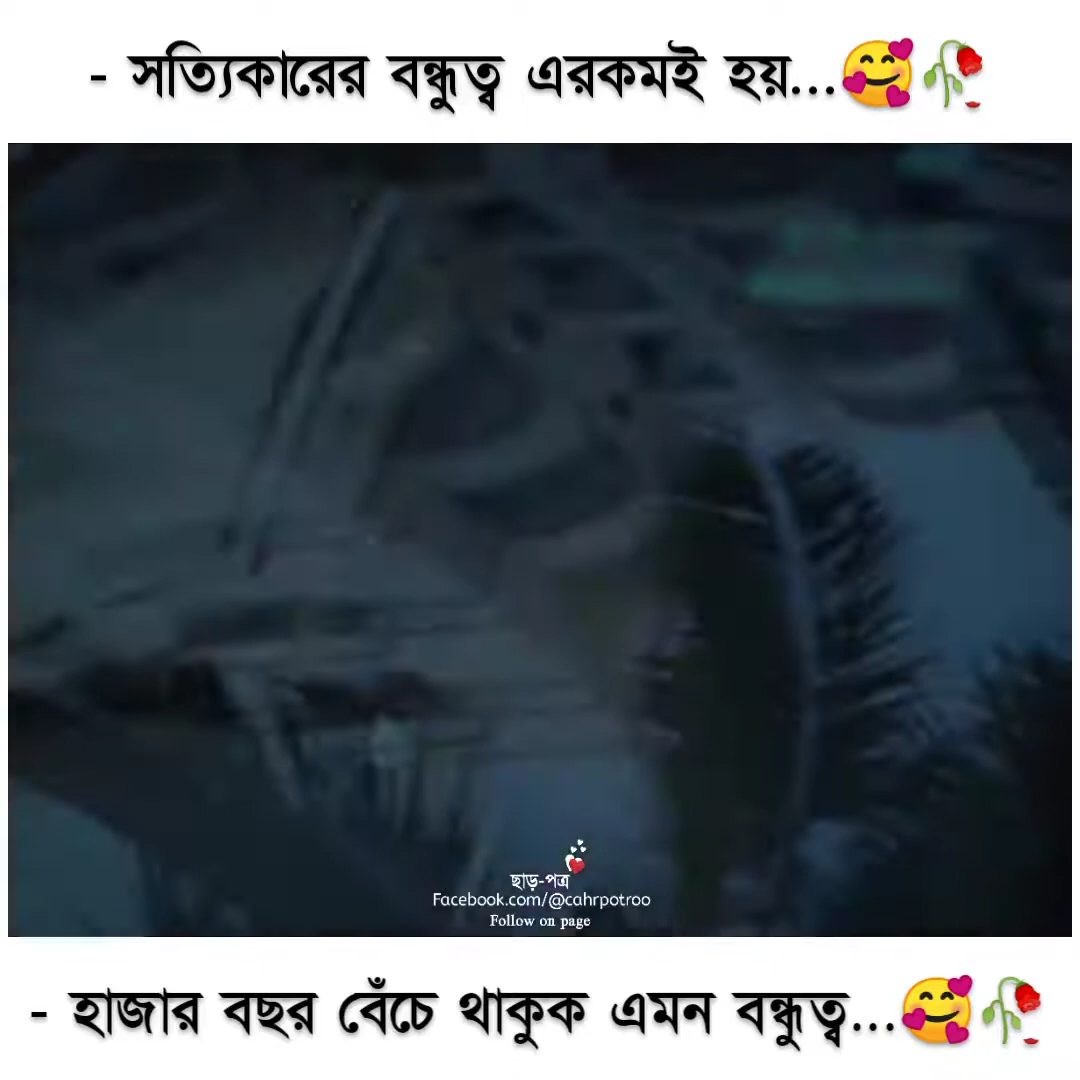 - সত্যিকারের বন্ধুত্ব এরকমই হয়...🥰🥀
ছাড়-পত্র
Facebook.com/@cahrpotroo
Follow on page
- হাজার বছর বেঁচে থাকুক এমন বন্ধুত্ব...🥰🥀